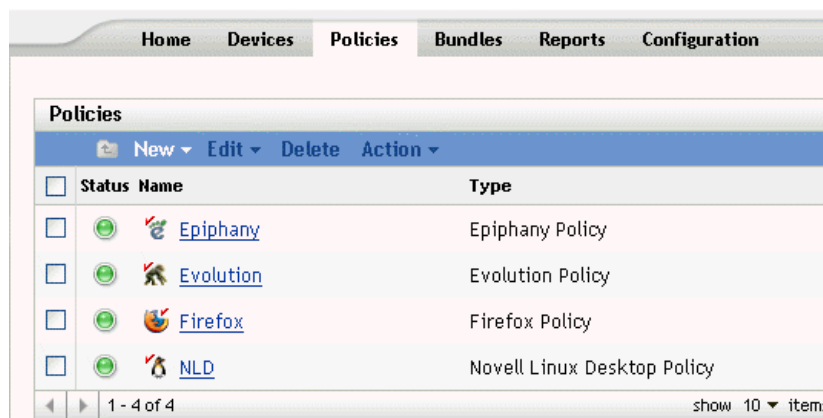 Home Devices Policies Bundles Reports Configuration
Policies
New Edit Delete Action
Status Name Type
Epiphany Epiphany Policy
Evolution Evolution Policy
Firefox Firefox Policy
NLD Novell Linux Desktop Policy
1 - 4 of 4 show 10 item